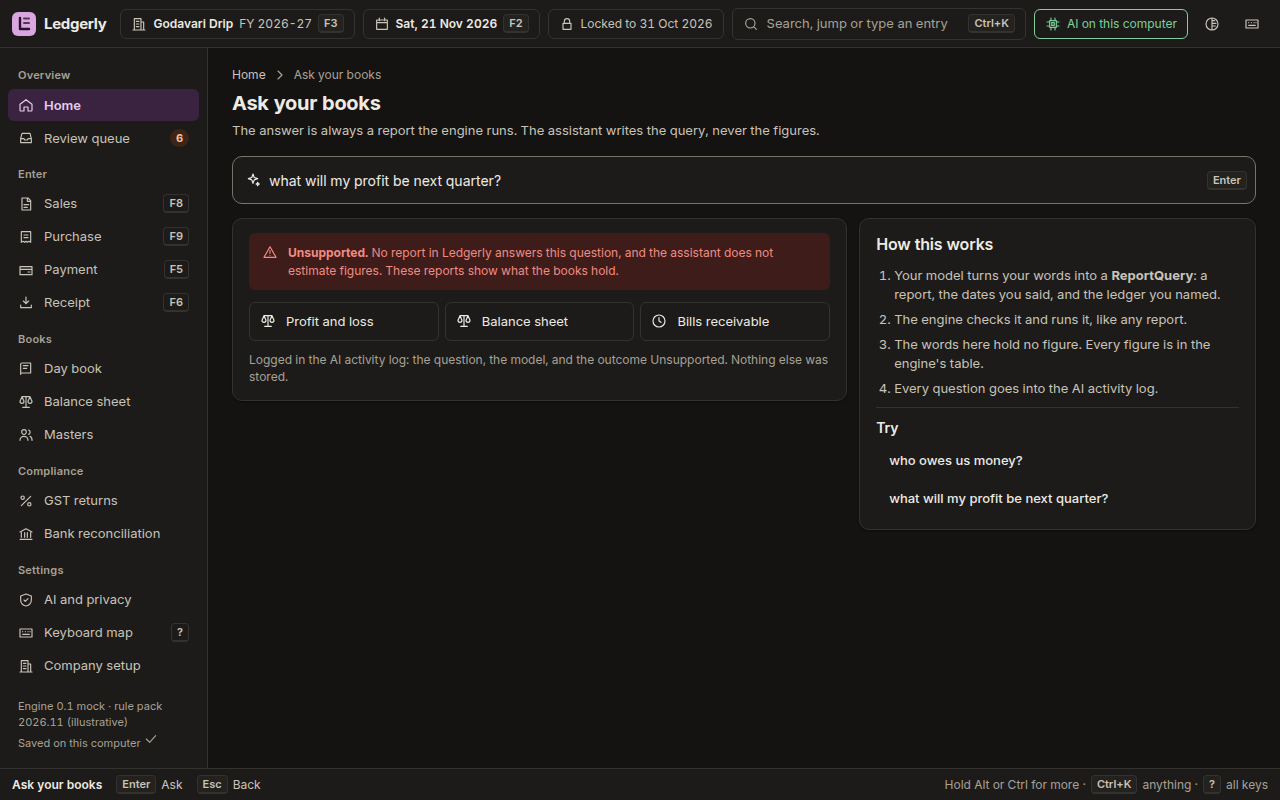 Ledgerly
Godavari Drip FY 2026-27 F3
Sat, 21 Nov 2026 F2
Locked to 31 Oct 2026
Search, jump or type an entry Ctrl+K
AI on this computer
Overview
Home
Review queue 6
Enter
Sales F8
Purchase F9
Payment F5
Receipt F6
Books
Day book
Balance sheet
Masters
Compliance
GST returns
Bank reconciliation
Settings
AI and privacy
Keyboard map ?
Company setup
Engine 0.1 mock · rule pack
2026.11 (illustrative)
Saved on this computer
Home > Ask your books
Ask your books
The answer is always a report the engine runs. The assistant writes the query, never the figures.
what will my profit be next quarter? Enter
Unsupported. No report in Ledgerly answers this question, and the assistant does not
estimate figures. These reports show what the books hold.
Profit and loss
Balance sheet
Bills receivable
Logged in the AI activity log: the question, the model, and the outcome Unsupported. Nothing else was
stored.
How this works
1. Your model turns your words into a ReportQuery: a
report, the dates you said, and the ledger you named.
2. The engine checks it and runs it, like any report.
3. The words here hold no figure. Every figure is in the
engine's table.
4. Every question goes into the AI activity log.
Try
who owes us money?
what will my profit be next quarter?
Ask your books Enter Ask Esc Back
Hold Alt or Ctrl for more · Ctrl+K anything · ? all keys